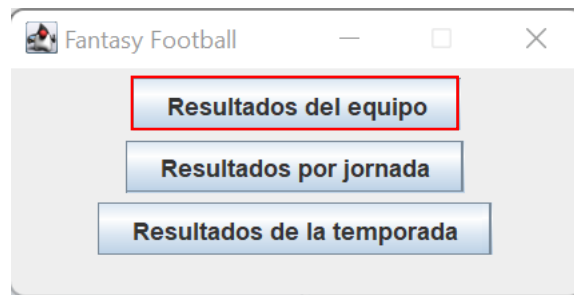 Fantasy Football
Resultados del equipo
Resultados por jornada
Resultados de la temporada